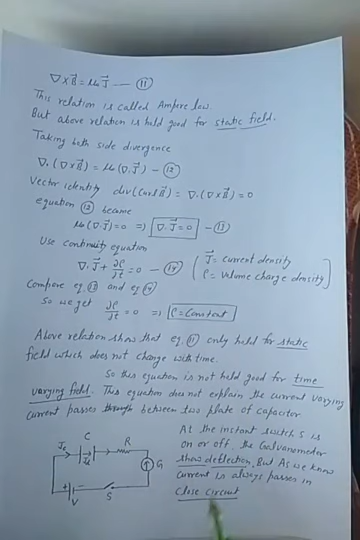 ∇×B⃗ = μ₀J⃗ — (11)
This relation is called Ampere law.
But above relation is held good for static field.
Taking both side divergence
∇.(∇×B⃗) = μ₀(∇.J⃗) — (12)
Vector identity div(Curl B⃗) = ∇.(∇×B⃗) = 0
equation (12) became
μ₀(∇.J⃗) = 0 ⇒ ∇.J⃗ = 0 — (13)
Use continuity equation
∇.J⃗ + ∂ρ/∂t = 0 — (14) ( J⃗ = current density
ρ = volume charge density )
Compare eq (13) and eq (14)
So we get ∂ρ/∂t = 0 ⇒ ρ = Constant
Above relation show that eq. (11) only held for static
field which does not change with time.
So this equation is not held good for time
varying field. This equation does not explain the current varying
current passes through between two plate of capacitor
As the instant switch S is
on or off, the Galvanometer
show deflection, But As we know
current is always passes in
close circuit
C
R
G
+ −
V
S